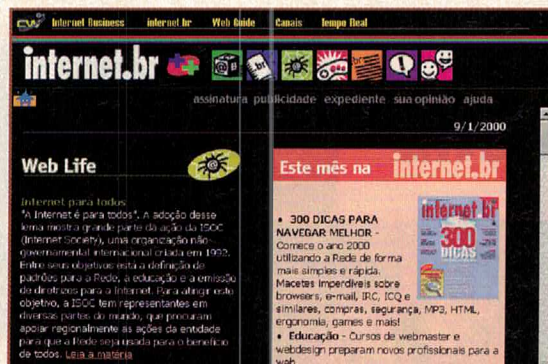 Internet Business internet.br Web Guide Canais Tempo Real
internet.br
assinatura publicidade expediente sua opinião ajuda
9/1/2000
Web Life
Internet para todos
"A Internet é para todos". A adoção desse
lema mostra grande parte da ação da ISOC
(Internet Society), uma organização não-
governamental internacional criada em 1992.
Entre seus objetivos está a definição de
padrões para a Rede, a educação e a emissão
de diretrizes para a Internet. Para atingir este
objetivo, a ISOC tem representantes em
diversas partes do mundo, que procuram
apoiar regionalmente as ações da entidade
para que a Rede seja usada para o benefício
de todos. Leia a matéria
Este mês na internet.br
• 300 DICAS PARA
NAVEGAR MELHOR -
Comece o ano 2000
utilizando a Rede de forma
mais simples e rápida.
Macetes imperdíveis sobre
browsers, e-mail, IRC, ICQ e
similares, compras, segurança, MP3, HTML,
ergonomia, games e mais!
• Educação - Cursos de webmaster e
webdesign preparam novos profissionais para a
web
internet.br
300
DICAS